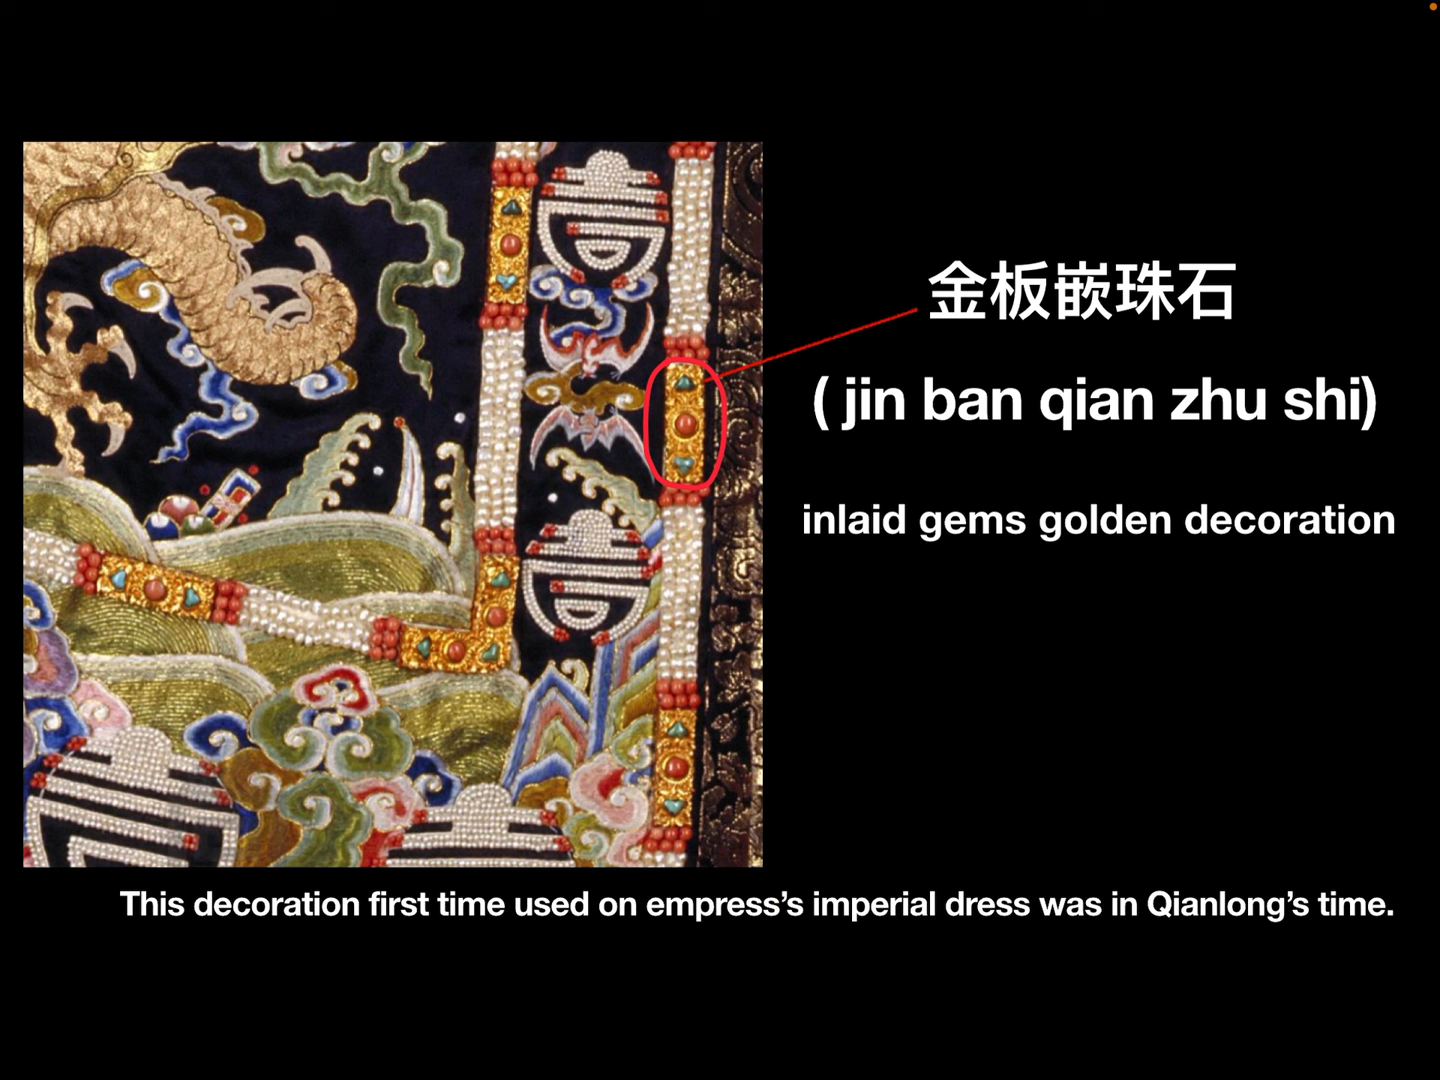 金板嵌珠石
( jin ban qian zhu shi)
inlaid gems golden decoration
This decoration first time used on empress’s imperial dress was in Qianlong’s time.